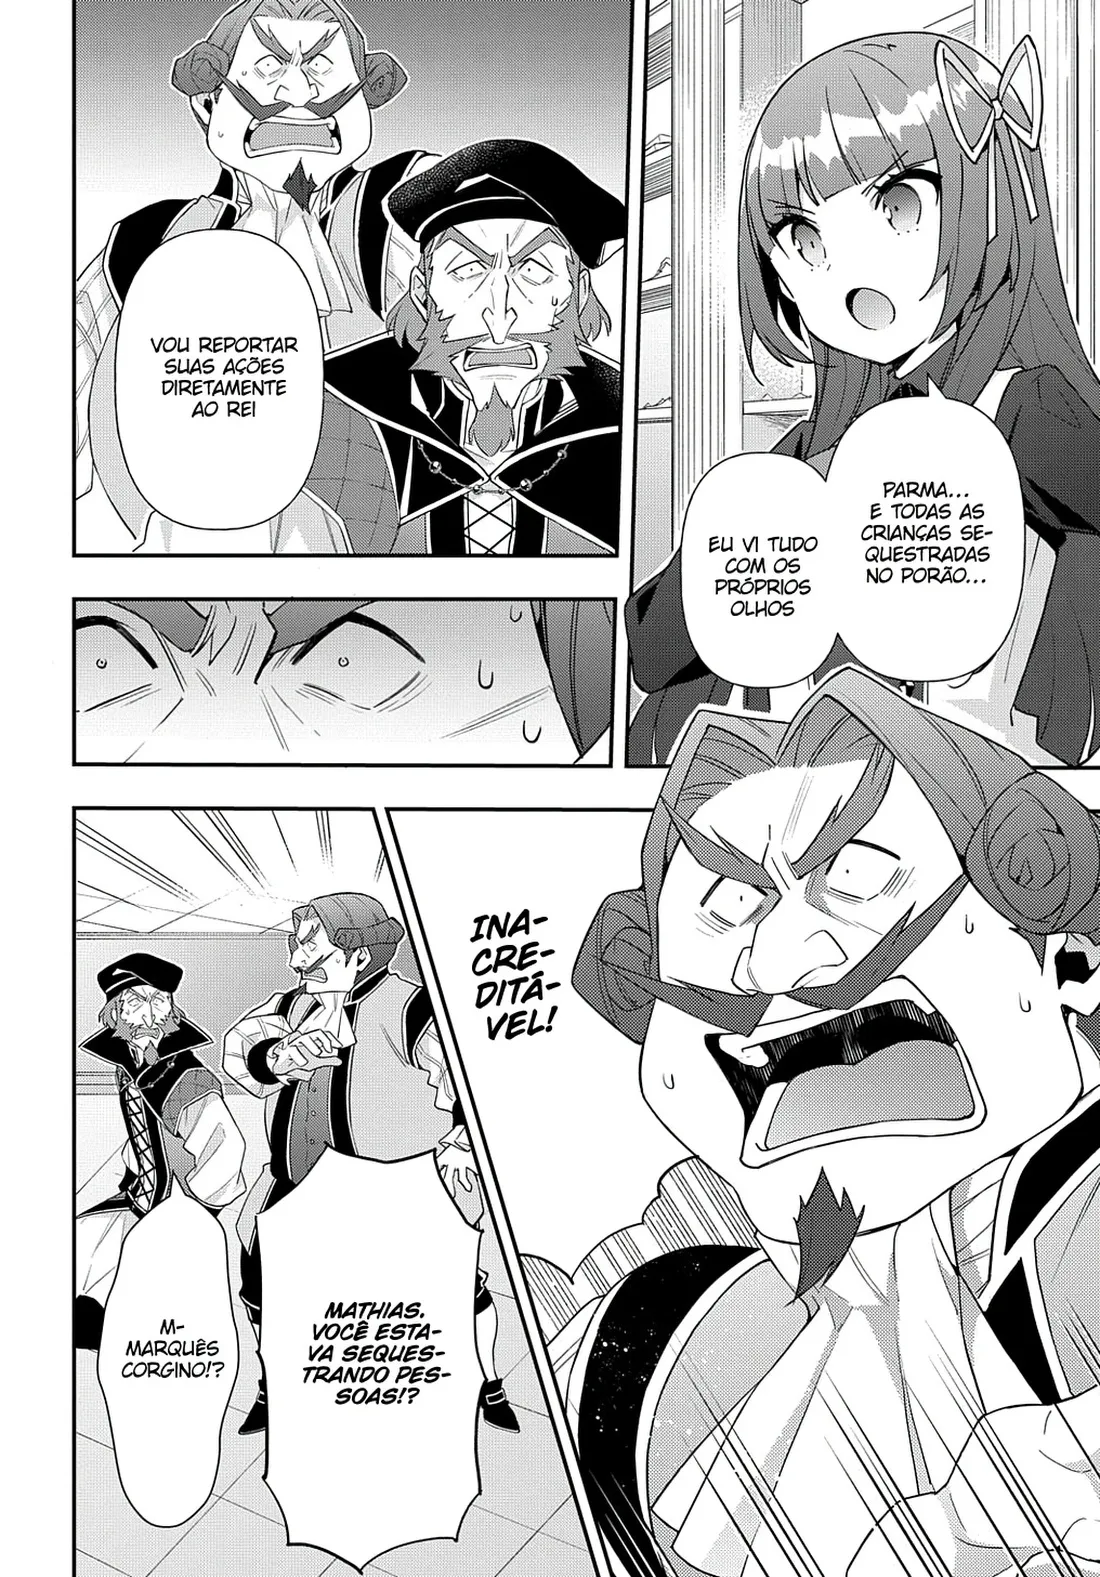 PARMA...
E TODAS AS
CRIANÇAS SE-
QUESTRADAS
NO PORÃO...
EU VI TUDO
COM OS
PRÓPRIOS
OLHOS
VOU REPORTAR
SUAS AÇÕES
DIRETAMENTE
AO REI
INA-
CRE-
DITÁ-
VEL!
MATHIAS.
VOCÊ ESTA-
VA SEQUES-
TRANDO PES-
SOAS!?
M-
MARQUÊS
CORGINO!?